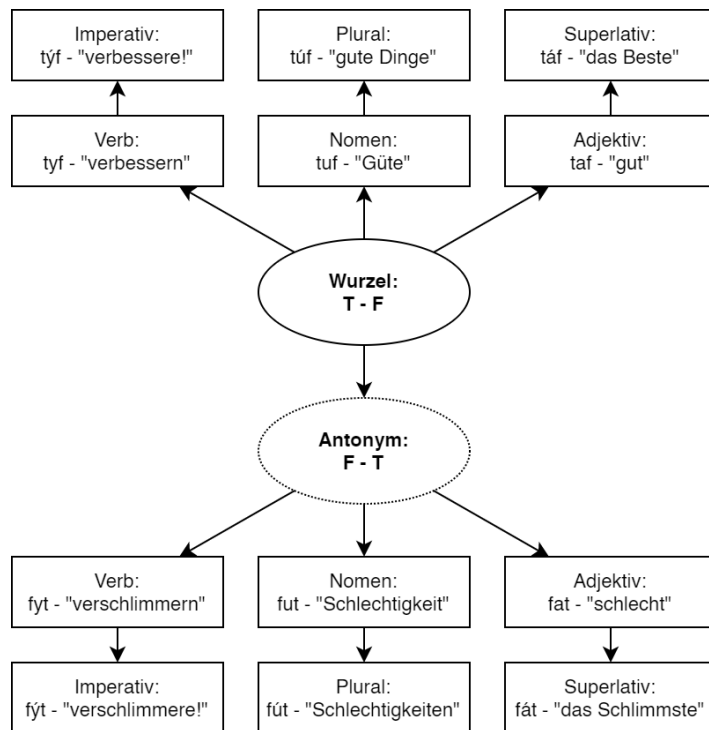 Imperativ:
týf - "verbessere!"
Plural:
túf - "gute Dinge"
Superlativ:
táf - "das Beste"
Verb:
tyf - "verbessern"
Nomen:
tuf - "Güte"
Adjektiv:
taf - "gut"
Wurzel:
T - F
Antonym:
F - T
Verb:
fyt - "verschlimmern"
Nomen:
fut - "Schlechtigkeit"
Adjektiv:
fat - "schlecht"
Imperativ:
fýt - "verschlimmere!"
Plural:
fút - "Schlechtigkeiten"
Superlativ:
fát - "das Schlimmste"